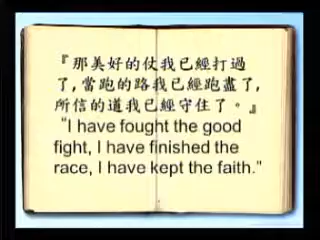 『那美好的仗我已經打過
了,當跑的路我已經跑盡了,
所信的道我已經守住了。』
“I have fought the good
fight, I have finished the
race, I have kept the faith."